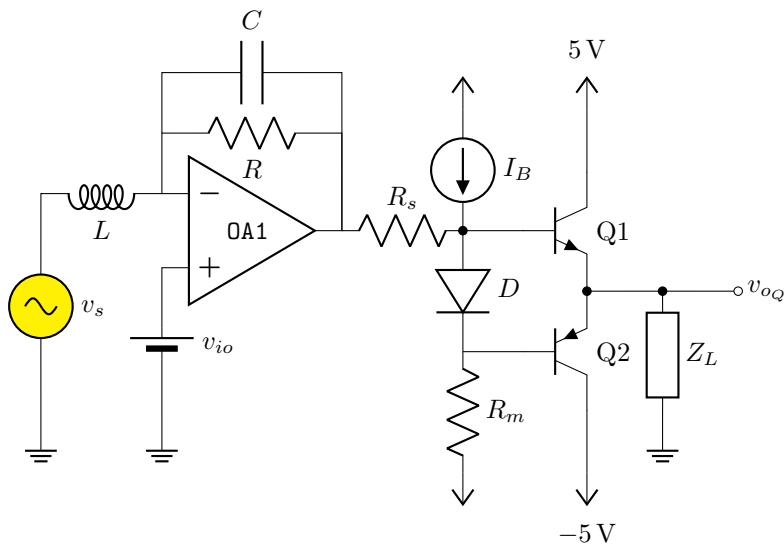 C
5 V
R
I_B
R_s
L
−
OA1
+
Q1
v_s
D
v_{o_Q}
v_{io}
Q2
Z_L
R_m
−5 V